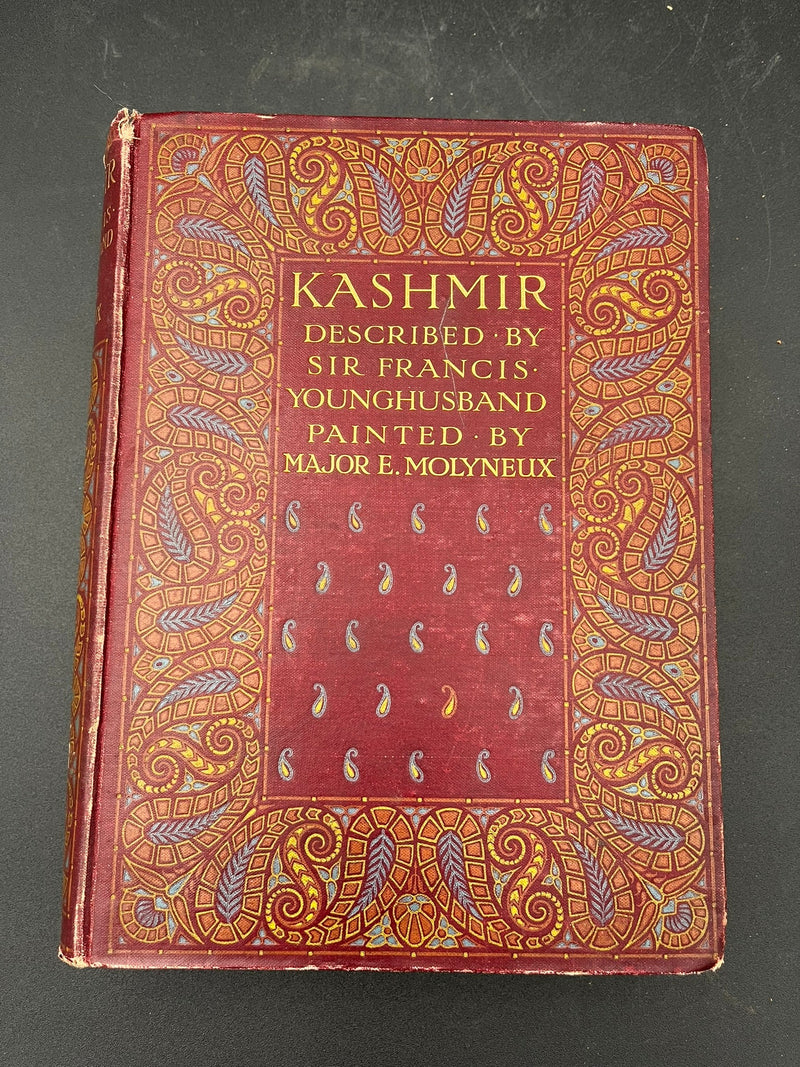 KASHMIR
DESCRIBED · BY
SIR FRANCIS ·
YOUNGHUSBAND
PAINTED · BY
MAJOR E. MOLYNEUX